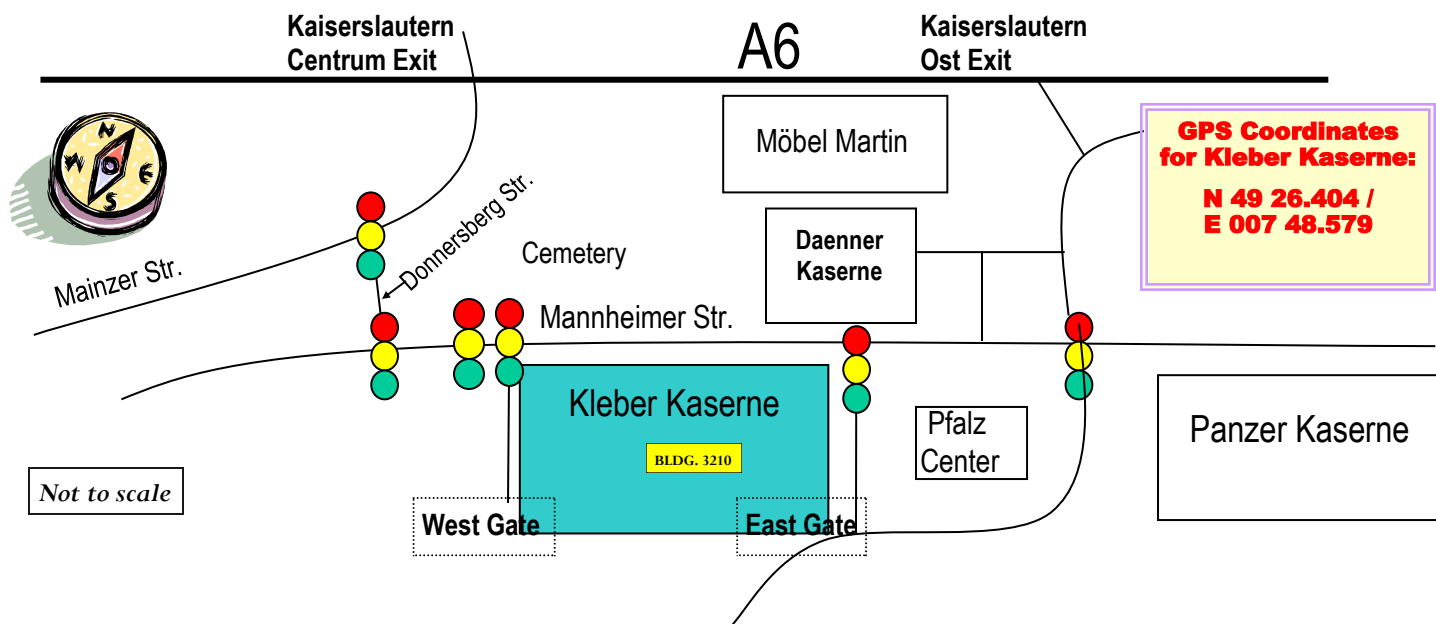 Kaiserslautern
Centrum Exit
A6
Kaiserslautern
Ost Exit
N
W
E
S
Möbel Martin
GPS Coordinates
for Kleber Kaserne:
N 49 26.404 /
E 007 48.579
Mainzer Str.
Donnersberg Str.
Cemetery
Daenner
Kaserne
Mannheimer Str.
Kleber Kaserne
BLDG. 3210
Pfalz
Center
Panzer Kaserne
Not to scale
West Gate
East Gate